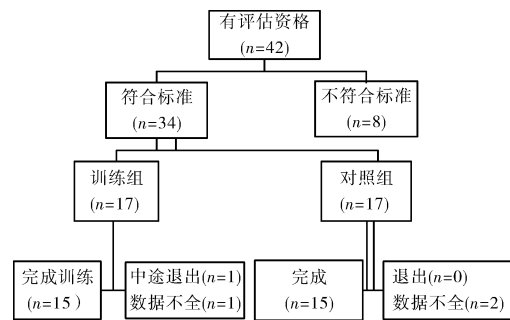 有评估资格
(n=42)
符合标准
(n=34)
不符合标准
(n=8)
训练组
(n=17)
对照组
(n=17)
完成训练
(n=15）
中途退出(n=1)
数据不全(n=1)
完成
(n=15)
退出(n=0)
数据不全(n=2)